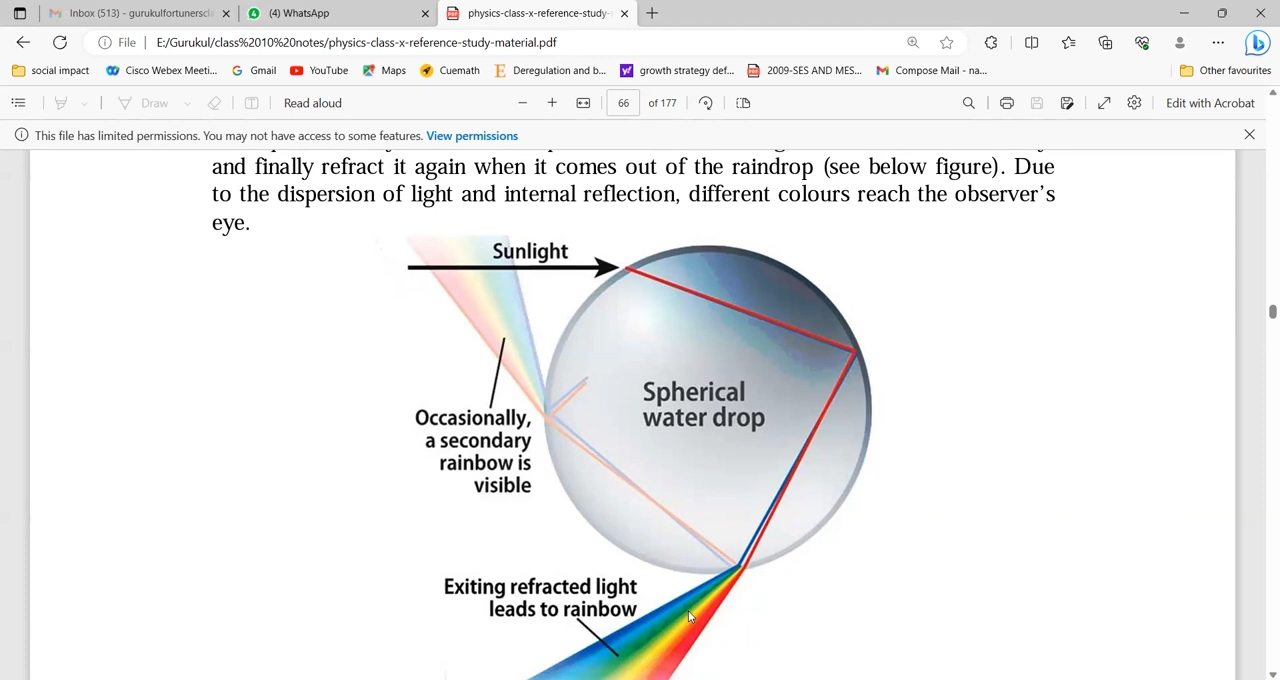 Inbox (513) - gurukulfortunerscla
(4) WhatsApp
physics-class-x-reference-study-
File
E:/Gurukul/class%2010%20notes/physics-class-x-reference-study-material.pdf
social impact
Cisco Webex Meeti...
Gmail
YouTube
Maps
Cuemath
Deregulation and b...
growth strategy def...
2009-SES AND MES...
Compose Mail - na...
Other favourites
Draw
Read aloud
66
of 177
Edit with Acrobat
This file has limited permissions. You may not have access to some features. View permissions
and finally refract it again when it comes out of the raindrop (see below figure). Due
to the dispersion of light and internal reflection, different colours reach the observer's
eye.
Sunlight
Spherical
water drop
Occasionally,
a secondary
rainbow is
visible
Exiting refracted light
leads to rainbow